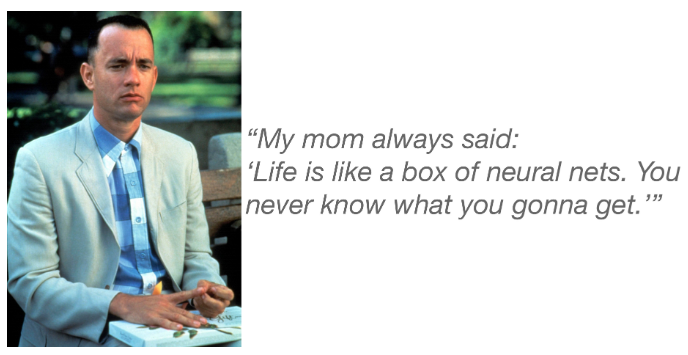 “My mom always said:
‘Life is like a box of neural nets. You
never know what you gonna get.’”